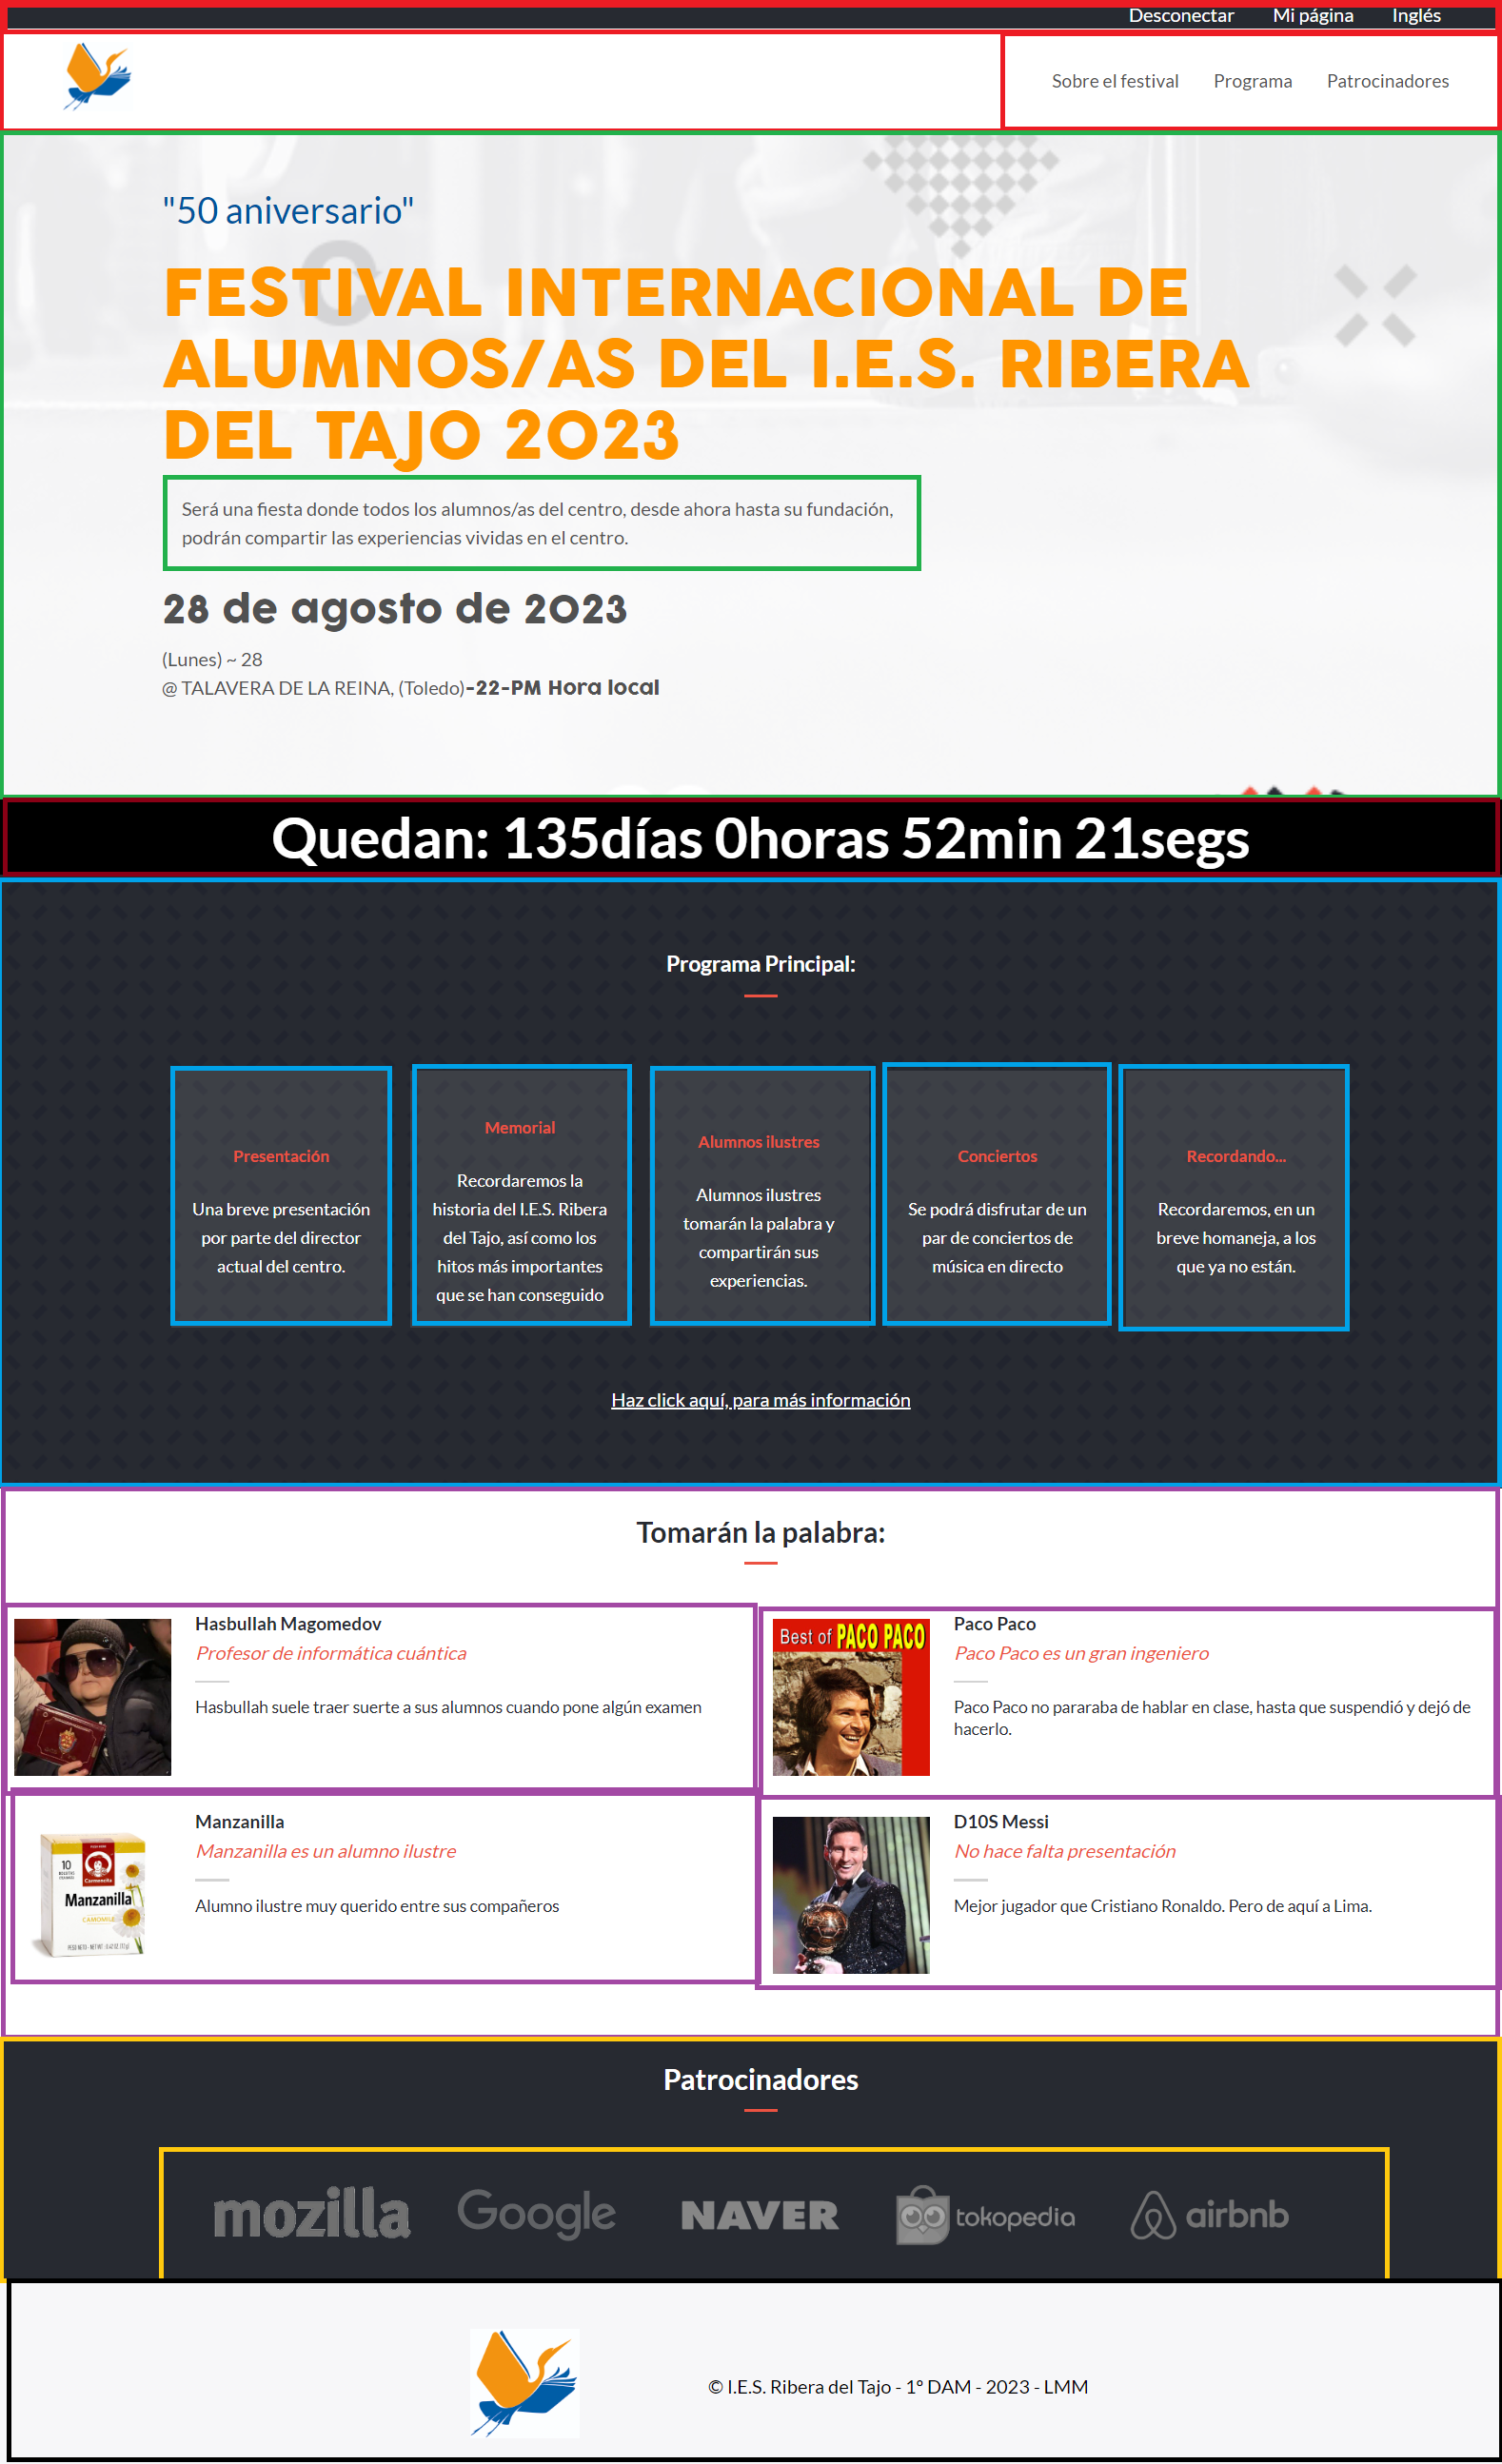 Desconectar Mi página Inglés
Sobre el festival Programa Patrocinadores
"50 aniversario"
FESTIVAL INTERNACIONAL DE
ALUMNOS/AS DEL I.E.S. RIBERA
DEL TAJO 2023
Será una fiesta donde todos los alumnos/as del centro, desde ahora hasta su fundación,
podrán compartir las experiencias vividas en el centro.
28 de agosto de 2023
(Lunes) ~ 28
@ TALAVERA DE LA REINA, (Toledo)-22-PM Hora local
Quedan: 135días 0horas 52min 21segs
Programa Principal:
Presentación
Una breve presentación
por parte del director
actual del centro.
Memorial
Recordaremos la
historia del I.E.S. Ribera
del Tajo, así como los
hitos más importantes
que se han conseguido
Alumnos ilustres
Alumnos ilustres
tomarán la palabra y
compartirán sus
experiencias.
Conciertos
Se podrá disfrutar de un
par de conciertos de
música en directo
Recordando...
Recordaremos, en un
breve homaneja, a los
que ya no están.
Haz click aquí, para más información
Tomarán la palabra:
Hasbullah Magomedov
Profesor de informática cuántica
Hasbullah suele traer suerte a sus alumnos cuando pone algún examen
Best of PACO PACO
Paco Paco
Paco Paco es un gran ingeniero
Paco Paco no pararaba de hablar en clase, hasta que suspendió y dejó de
hacerlo.
10
Carmencita
Manzanilla
CAMOMILE
Manzanilla
Manzanilla es un alumno ilustre
Alumno ilustre muy querido entre sus compañeros
D10S Messi
No hace falta presentación
Mejor jugador que Cristiano Ronaldo. Pero de aquí a Lima.
Patrocinadores
mozilla Google NAVER tokopedia airbnb
© I.E.S. Ribera del Tajo - 1º DAM - 2023 - LMM